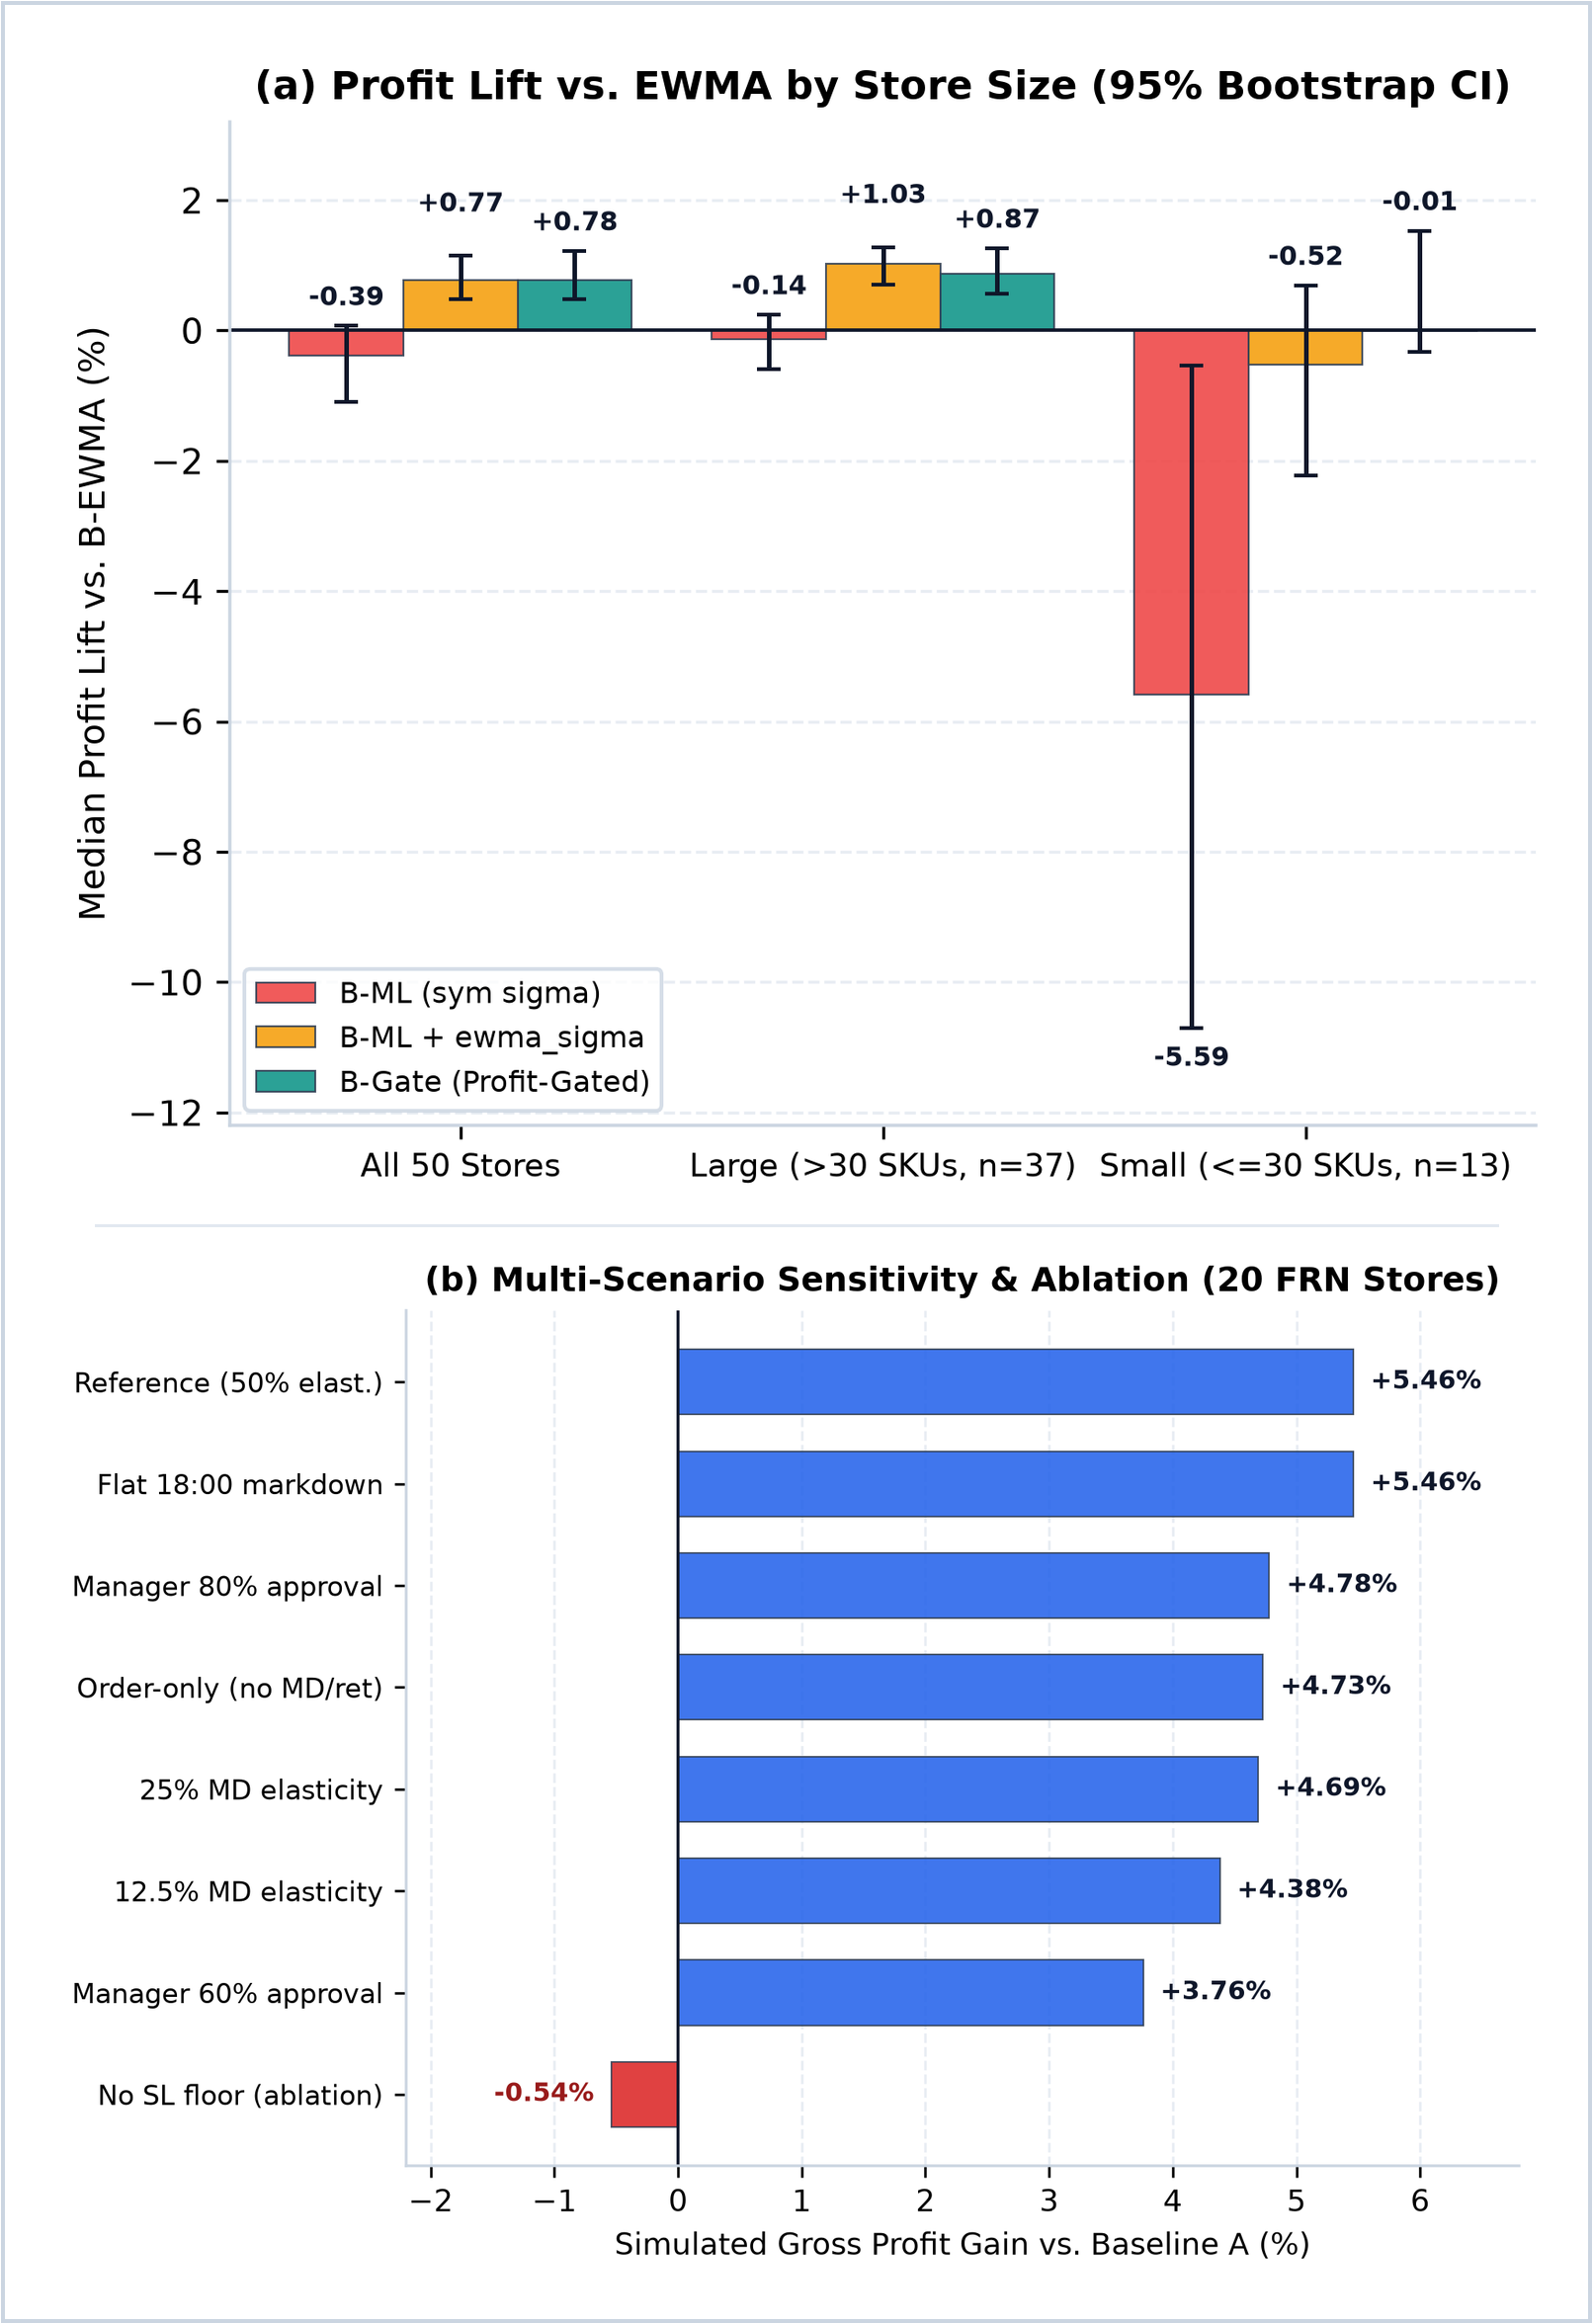 (a) Profit Lift vs. EWMA by Store Size (95% Bootstrap CI)
Median Profit Lift vs. B-EWMA (%)
2
0
−2
−4
−6
−8
−10
−12
-0.39
+0.77
+0.78
-0.14
+1.03
+0.87
-5.59
-0.52
-0.01
B-ML (sym sigma)
B-ML + ewma_sigma
B-Gate (Profit-Gated)
All 50 Stores
Large (>30 SKUs, n=37)
Small (<=30 SKUs, n=13)
(b) Multi-Scenario Sensitivity & Ablation (20 FRN Stores)
Reference (50% elast.)
+5.46%
Flat 18:00 markdown
+5.46%
Manager 80% approval
+4.78%
Order-only (no MD/ret)
+4.73%
25% MD elasticity
+4.69%
12.5% MD elasticity
+4.38%
Manager 60% approval
+3.76%
No SL floor (ablation)
-0.54%
−2
−1
0
1
2
3
4
5
6
Simulated Gross Profit Gain vs. Baseline A (%)